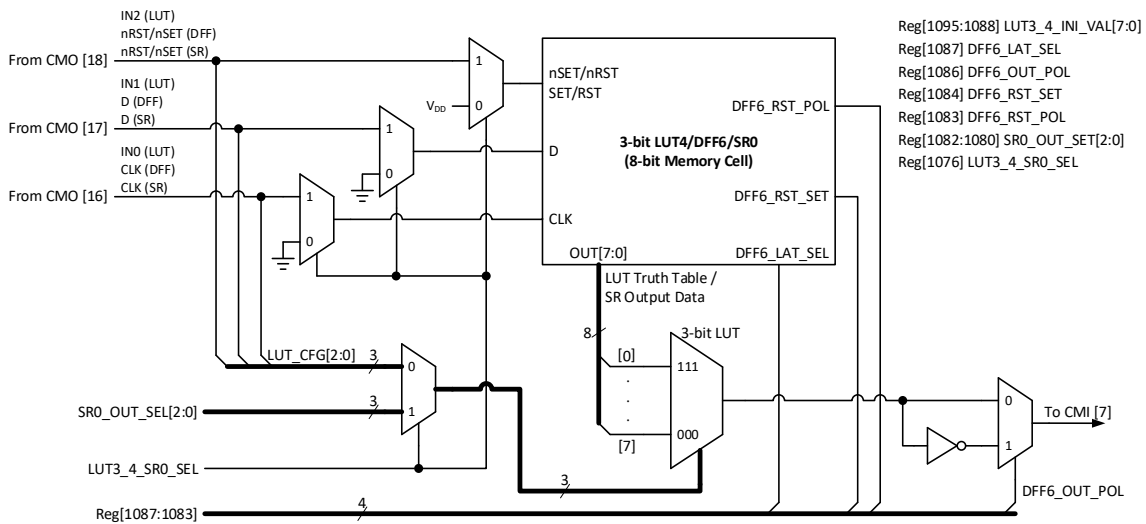 IN2 (LUT)
nRST/nSET (DFF)
nRST/nSET (SR)
From CMO [18]
IN1 (LUT)
D (DFF)
D (SR)
From CMO [17]
IN0 (LUT)
CLK (DFF)
CLK (SR)
From CMO [16]
1
0
VDD
1
0
1
0
nSET/nRST
SET/RST
D
CLK
3-bit LUT4/DFF6/SR0
(8-bit Memory Cell)
DFF6_RST_POL
DFF6_RST_SET
DFF6_LAT_SEL
OUT[7:0]
LUT Truth Table /
SR Output Data
Reg[1095:1088] LUT3_4_INI_VAL[7:0]
Reg[1087] DFF6_LAT_SEL
Reg[1086] DFF6_OUT_POL
Reg[1084] DFF6_RST_SET
Reg[1083] DFF6_RST_POL
Reg[1082:1080] SR0_OUT_SET[2:0]
Reg[1076] LUT3_4_SR0_SEL
8
3-bit LUT
[0]
111
.
.
.
.
[7]
000
LUT_CFG[2:0]
3
0
SR0_OUT_SEL[2:0]
3
1
LUT3_4_SR0_SEL
3
Reg[1087:1083]
4
0
1
To CMI [7]
DFF6_OUT_POL